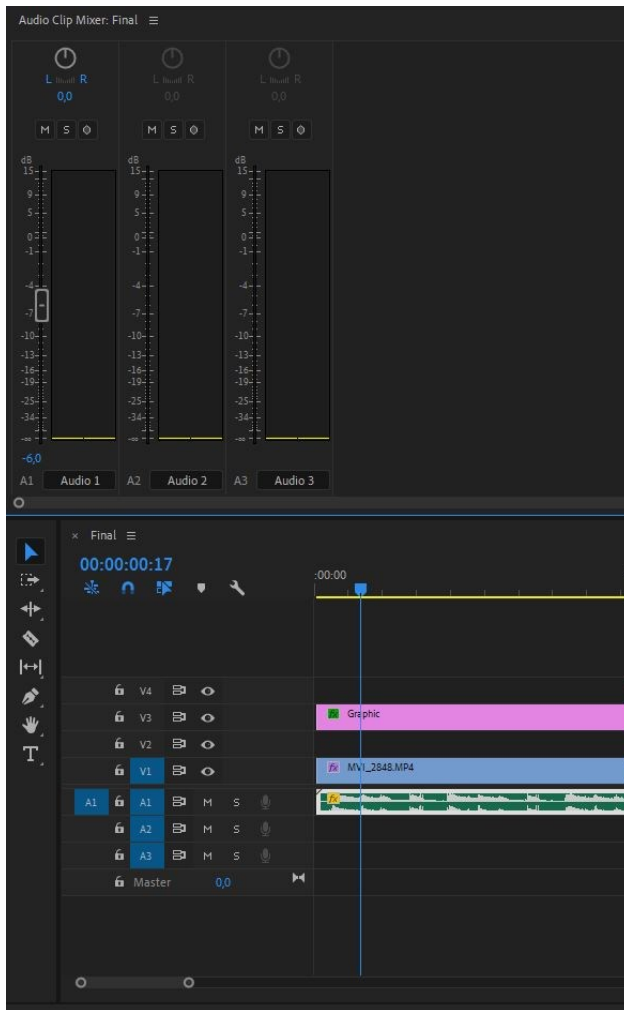 Audio Clip Mixer: Final
L R L R L R
0,0 0,0 0,0
M S M S M S
dB dB dB
15 15 15
9 9 9
5 5 5
0 0 0
-1 -1 -1
-4 -4 -4
-7 -7 -7
-10 -10 -10
-13 -13 -13
-16 -16 -16
-19 -19 -19
-25 -25 -25
-34 -34 -34
-∞ -∞ -∞
-6,0
A1 Audio 1 A2 Audio 2 A3 Audio 3
× Final
00:00:00:17
:00:00
V4
V3 fx Graphic
V2
V1 fx MVI_2848.MP4
A1 A1 M S fx
A2 M S
A3 M S
Master 0,0
T